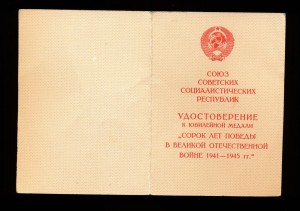 СОЮЗ
СОВЕТСКИХ
СОЦИАЛИСТИЧЕСКИХ
РЕСПУБЛИК
УДОСТОВЕРЕНИЕ
К ЮБИЛЕЙНОЙ МЕДАЛИ
„СОРОК ЛЕТ ПОБЕДЫ
В ВЕЛИКОЙ ОТЕЧЕСТВЕННОЙ
ВОЙНЕ 1941—1945 гг."